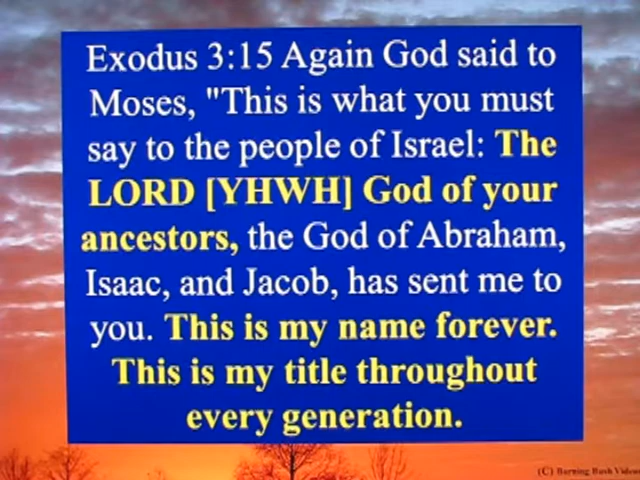 Exodus 3:15 Again God said to
Moses, "This is what you must
say to the people of Israel: The
LORD [YHWH] God of your
ancestors, the God of Abraham,
Isaac, and Jacob, has sent me to
you. This is my name forever.
This is my title throughout
every generation.
(C) Burning Bush Videos